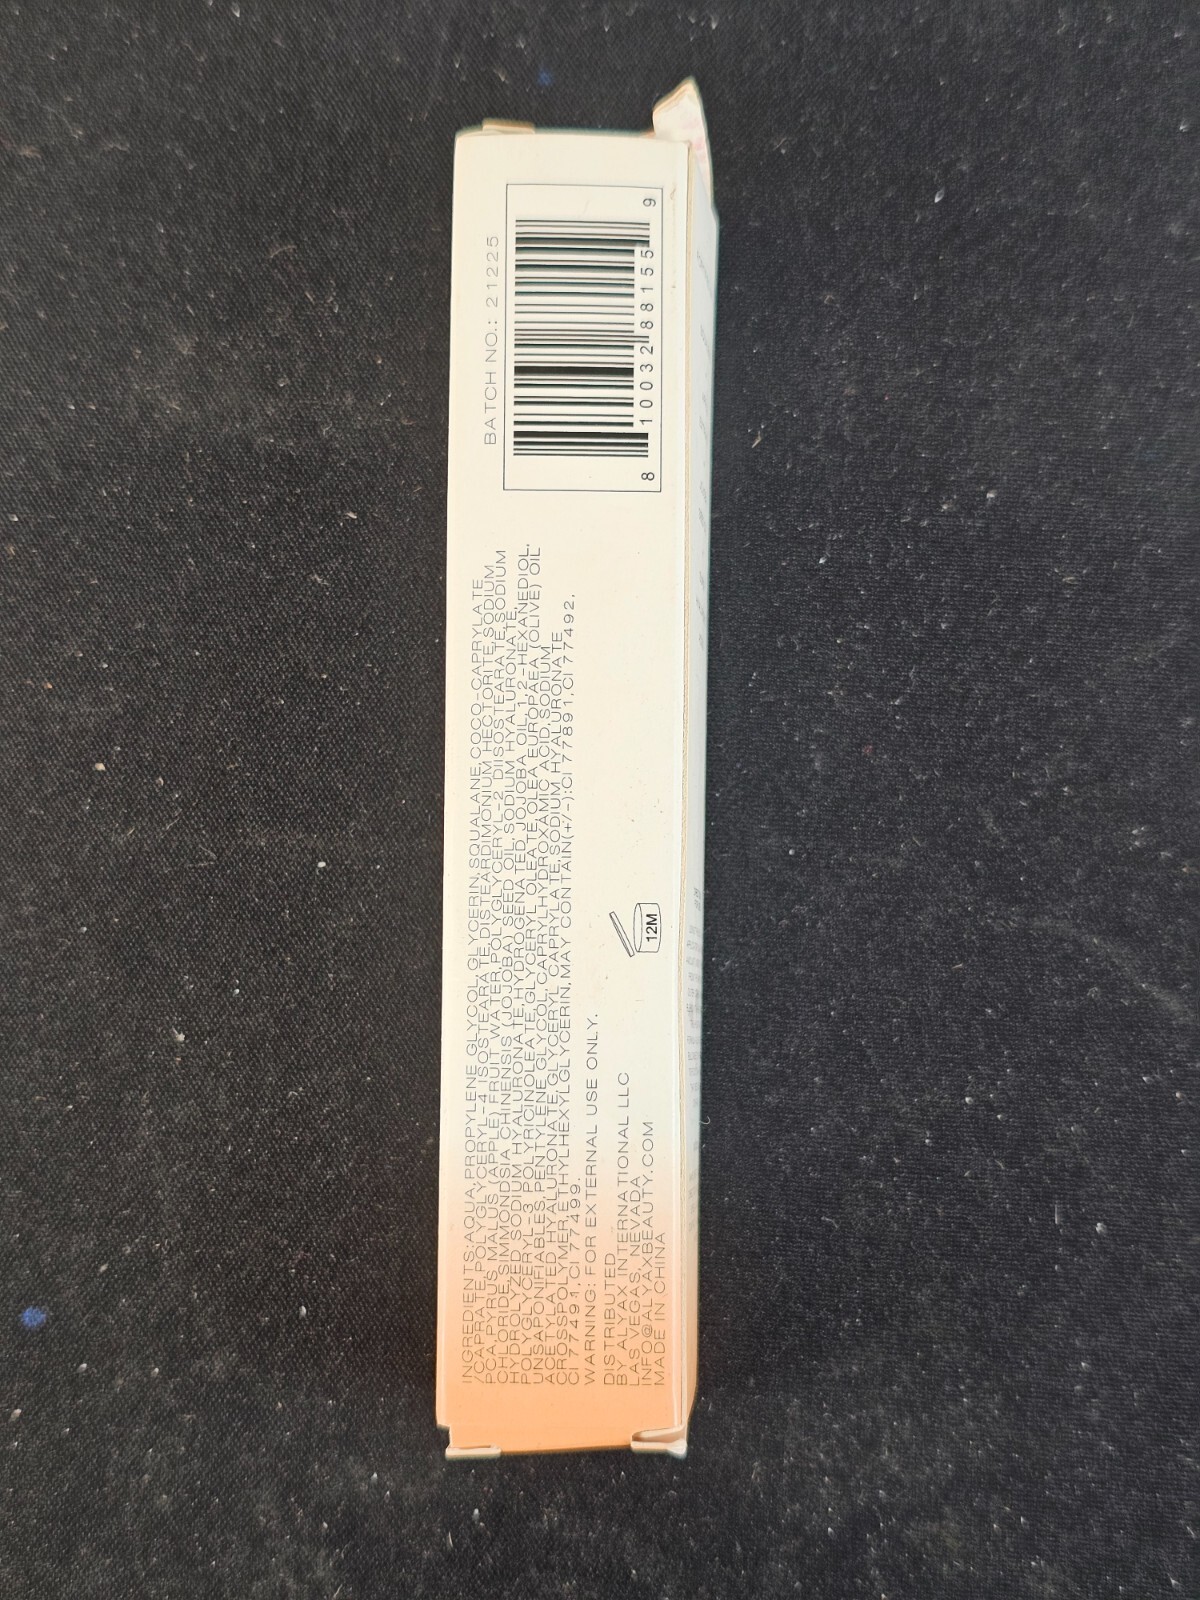 BATCH NO.: 21225
8 10032 88155 9
INGREDIENTS:AQUA,PROPYLENE GLYCOL,GLYCERIN,SQUALANE,COCO-CAPRYLATE
/CAPRATE,POLYGLYCERYL-4 ISOSTEARATE,DISTEARDIMONIUM HECTORITE,SODIUM
PCA,PYRUS MALUS (APPLE) FRUIT WATER,POLYGLYCERYL-2 DIISOSTEARATE,SODIUM
CHLORIDE,SIMMONDSIA CHINENSIS (JOJOBA) SEED OIL,SODIUM HYALURONATE,
HYDROLYZED SODIUM HYALURONATE,HYDROGENATED JOJOBA OIL,1,2-HEXANEDIOL,
POLYGLYCERYL-3 POLYRICINOLEATE,GLYCERYL OLEATE,OLEA EUROPAEA (OLIVE) OIL
UNSAPONIFIABLES,PENTYLENE GLYCOL,CAPRYLHYDROXAMIC ACID,SODIUM
ACETYLATED HYALURONATE,GLYCERYL CAPRYLATE,SODIUM HYALURONATE
CROSSPOLYMER,ETHYLHEXYLGLYCERIN,MAY CONTAIN(+/-):CI 77891,CI 77492,
CI 77491,CI 77499.
WARNING: FOR EXTERNAL USE ONLY.
12M
DISTRIBUTED
BY ALYAX INTERNATIONAL LLC
LAS VEGAS, NEVADA
INFO@ALYAXBEAUTY.COM
MADE IN CHINA